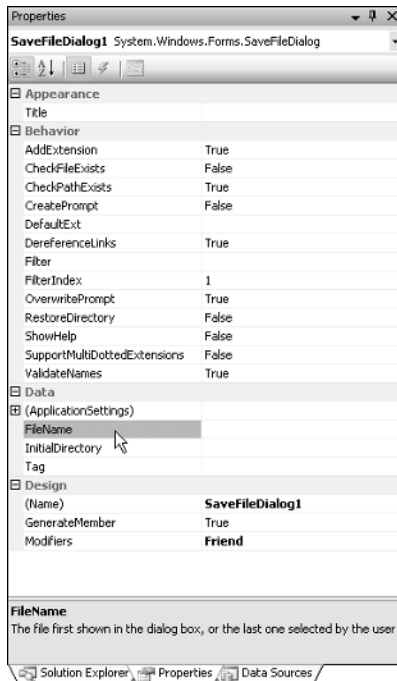 Properties
SaveFileDialog1 System.Windows.Forms.SaveFileDialog
Appearance
Title
Behavior
AddExtension True
CheckFileExists False
CheckPathExists True
CreatePrompt False
DefaultExt
DereferenceLinks True
Filter
FilterIndex 1
OverwritePrompt True
RestoreDirectory False
ShowHelp False
SupportMultiDottedExtensions False
ValidateNames True
Data
(ApplicationSettings)
FileName
InitialDirectory
Tag
Design
(Name) SaveFileDialog1
GenerateMember True
Modifiers Friend
FileName
The file first shown in the dialog box, or the last one selected by the user
Solution Explorer Properties Data Sources